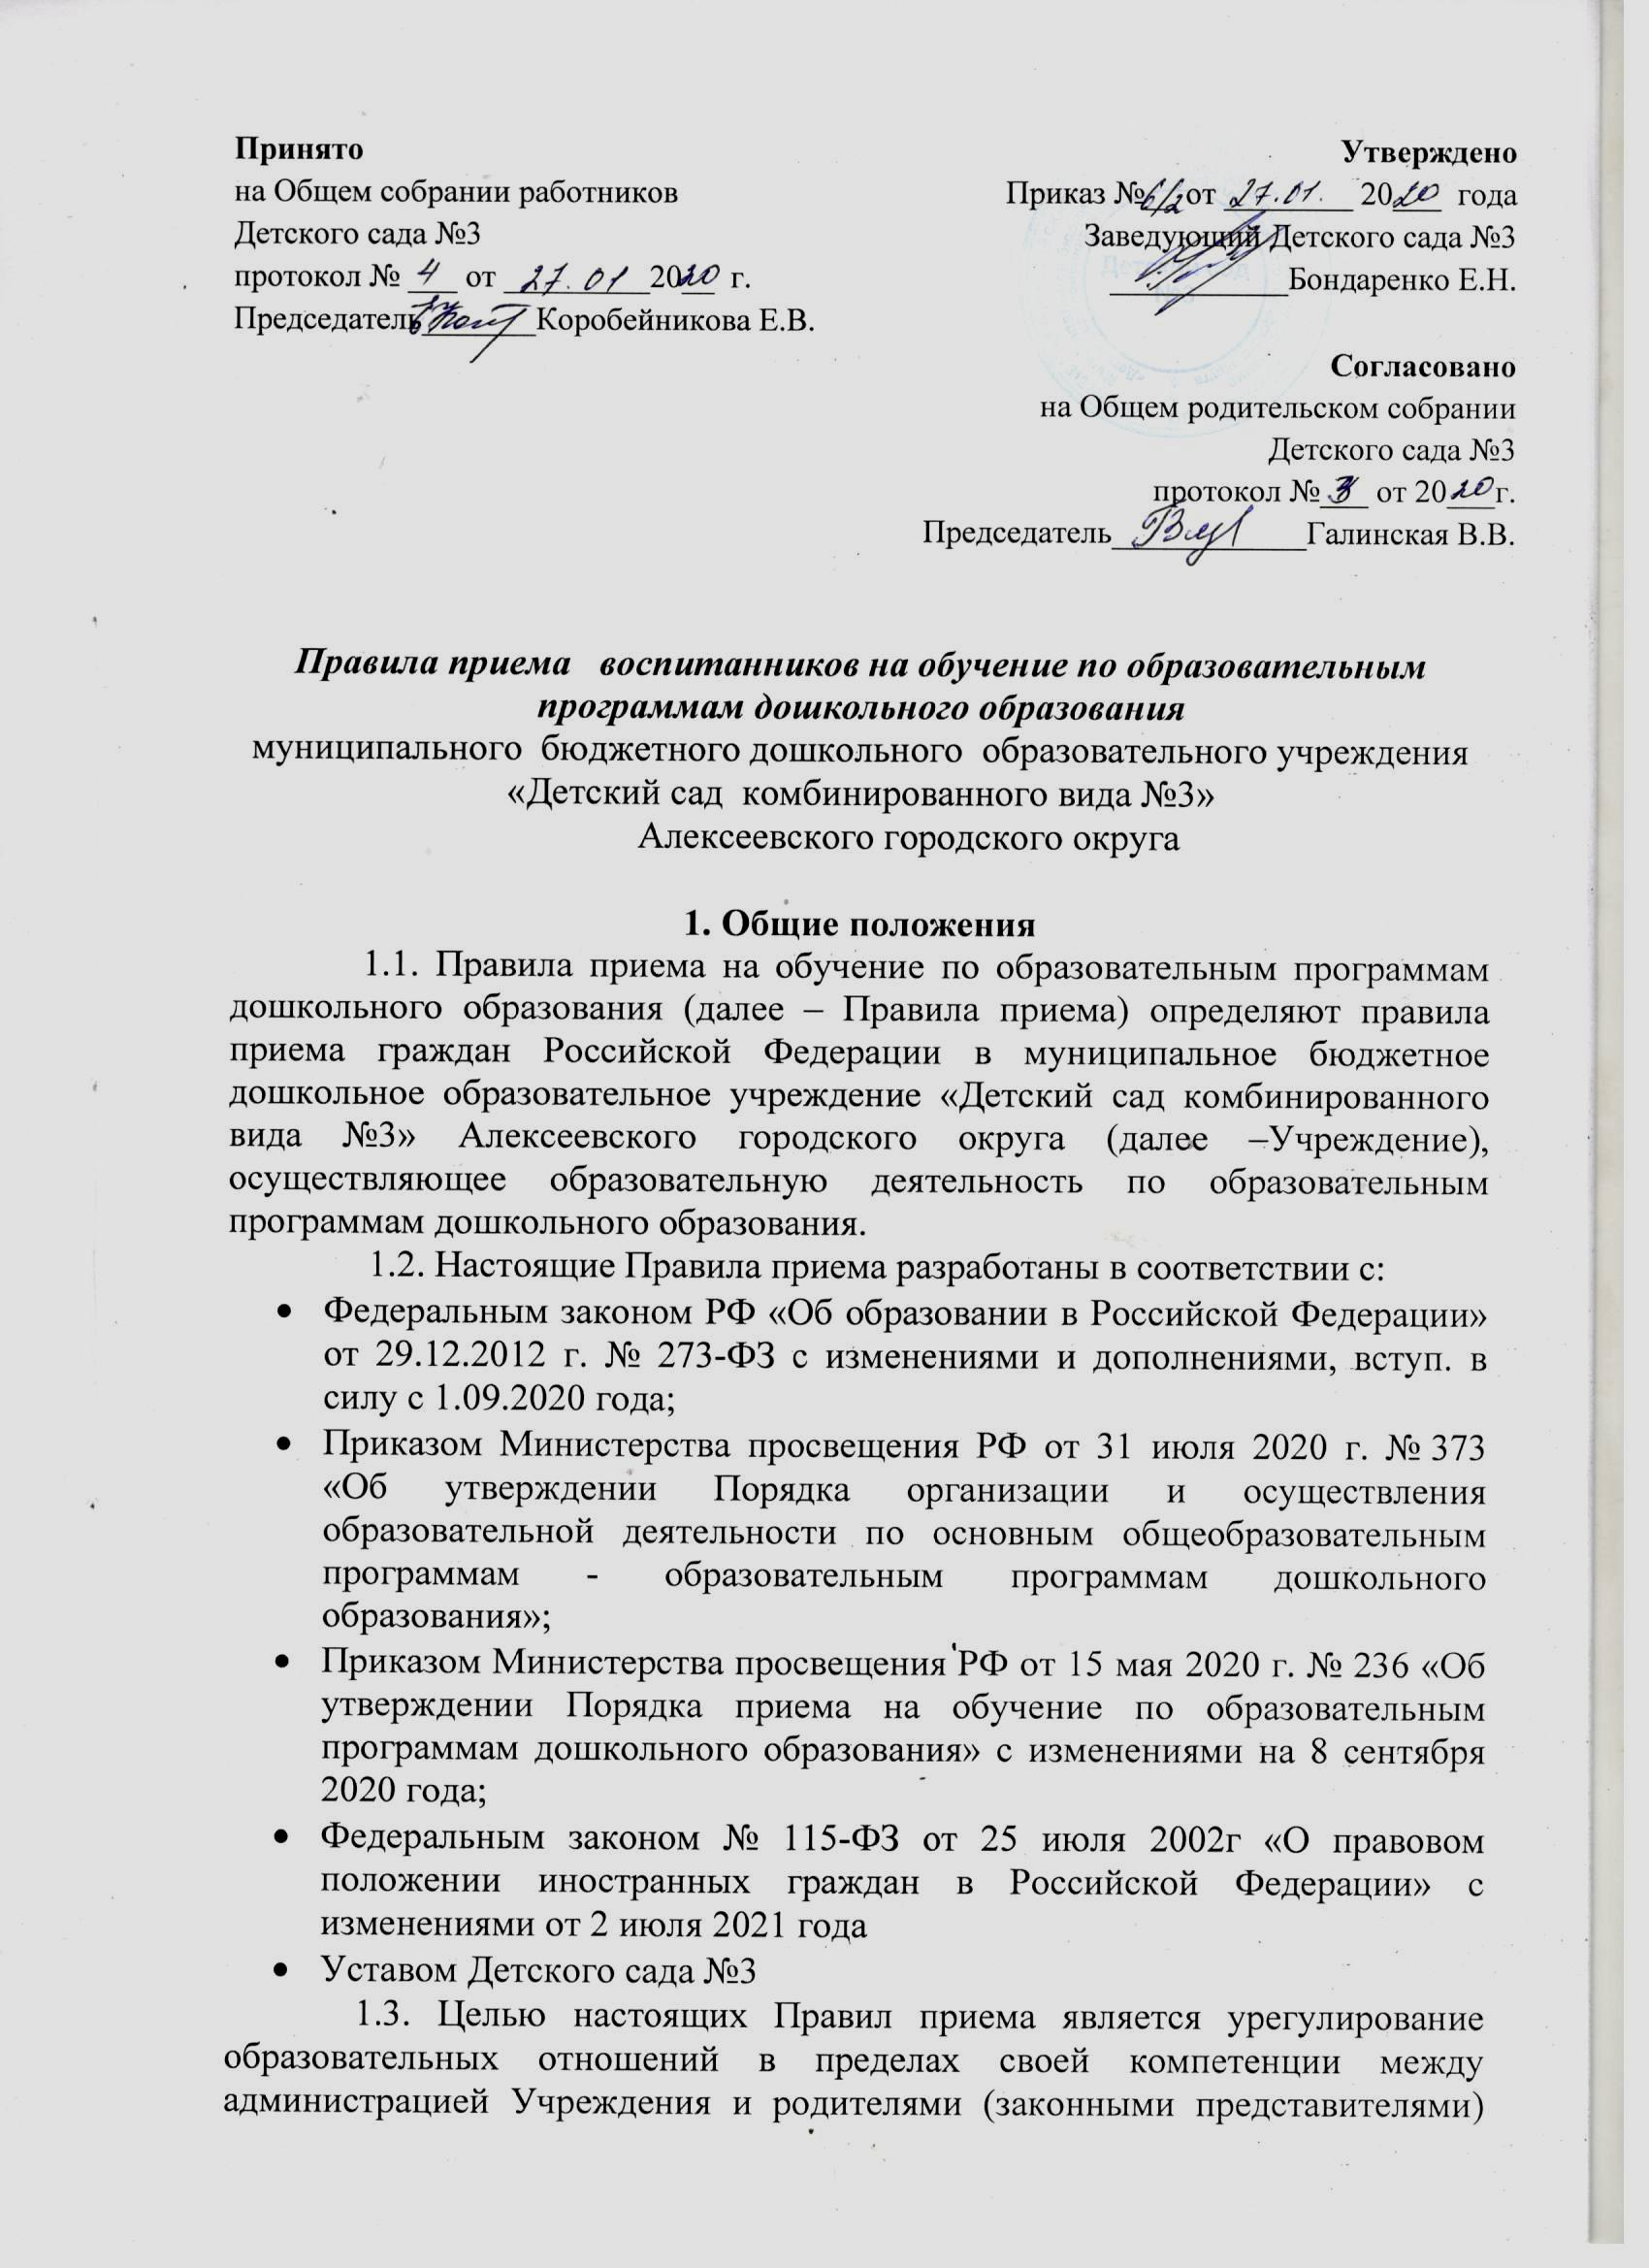 Принято
на Общем собрании работников
Детского сада №3
протокол № 4 от 27.01 2020 г.
Председатель Коробейникова Е.В.
Утверждено
Приказ №6/2 от 27.01. 2020 года
Заведующий Детского сада №3
Бондаренко Е.Н.
Согласовано
на Общем родительском собрании
Детского сада №3
протокол №3 от 2020г.
Председатель Галинская В.В.
Правила приема воспитанников на обучение по образовательным
программам дошкольного образования
муниципального бюджетного дошкольного образовательного учреждения
«Детский сад комбинированного вида №3»
Алексеевского городского округа
1. Общие положения
1.1. Правила приема на обучение по образовательным программам
дошкольного образования (далее – Правила приема) определяют правила
приема граждан Российской Федерации в муниципальное бюджетное
дошкольное образовательное учреждение «Детский сад комбинированного
вида №3» Алексеевского городского округа (далее –Учреждение),
осуществляющее образовательную деятельность по образовательным
программам дошкольного образования.
1.2. Настоящие Правила приема разработаны в соответствии с:
• Федеральным законом РФ «Об образовании в Российской Федерации»
от 29.12.2012 г. № 273-ФЗ с изменениями и дополнениями, вступ. в
силу с 1.09.2020 года;
• Приказом Министерства просвещения РФ от 31 июля 2020 г. № 373
«Об утверждении Порядка организации и осуществления
образовательной деятельности по основным общеобразовательным
программам - образовательным программам дошкольного
образования»;
• Приказом Министерства просвещения РФ от 15 мая 2020 г. № 236 «Об
утверждении Порядка приема на обучение по образовательным
программам дошкольного образования» с изменениями на 8 сентября
2020 года;
• Федеральным законом № 115-ФЗ от 25 июля 2002г «О правовом
положении иностранных граждан в Российской Федерации» с
изменениями от 2 июля 2021 года
• Уставом Детского сада №3
1.3. Целью настоящих Правил приема является урегулирование
образовательных отношений в пределах своей компетенции между
администрацией Учреждения и родителями (законными представителями)